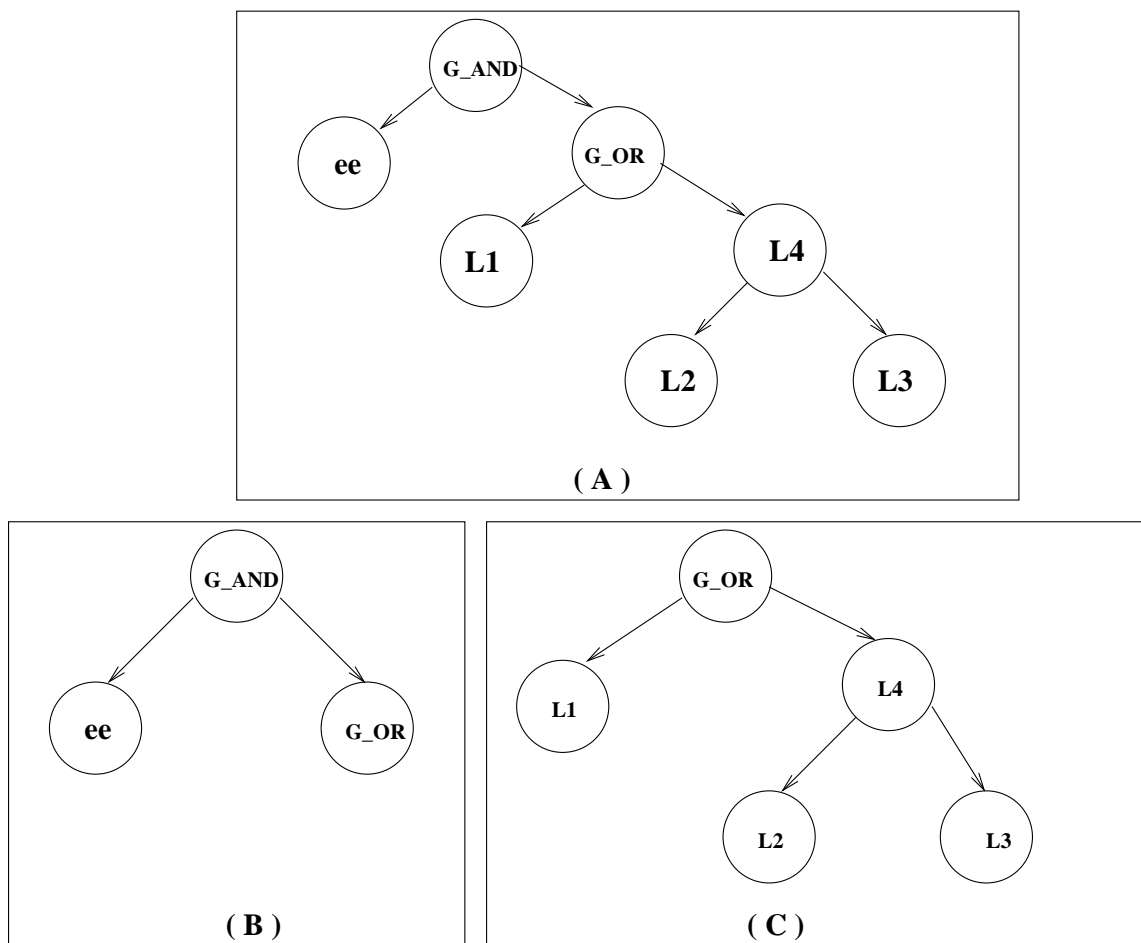 G_AND
ee
G_OR
L1
L4
L2
L3
( A )
G_AND
ee
G_OR
( B )
G_OR
L1
L4
L2
L3
( C )